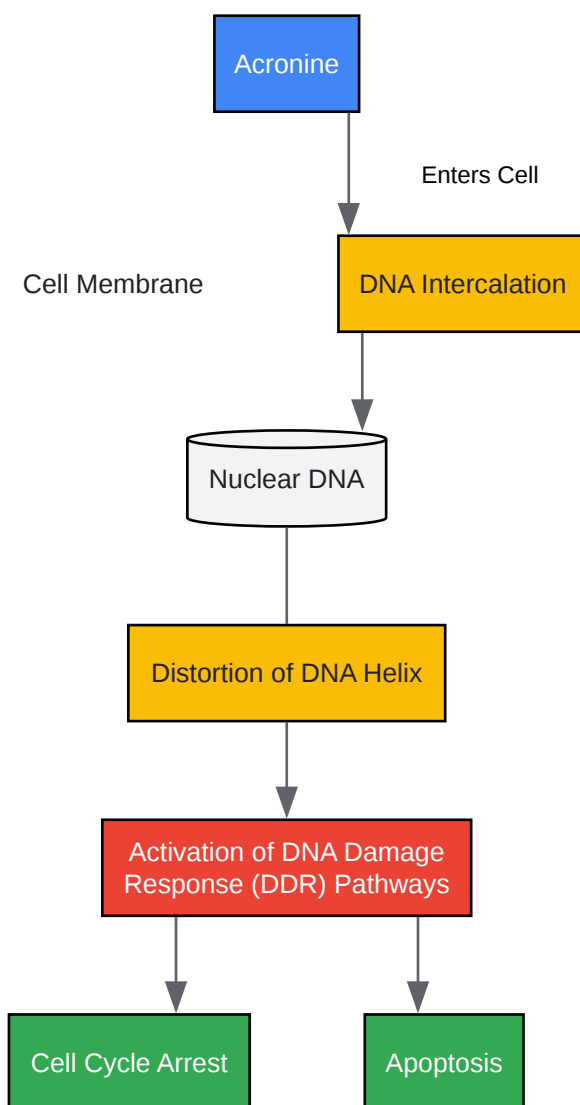 Acronine
Enters Cell
Cell Membrane
DNA Intercalation
Nuclear DNA
Distortion of DNA Helix
Activation of DNA Damage
Response (DDR) Pathways
Cell Cycle Arrest
Apoptosis